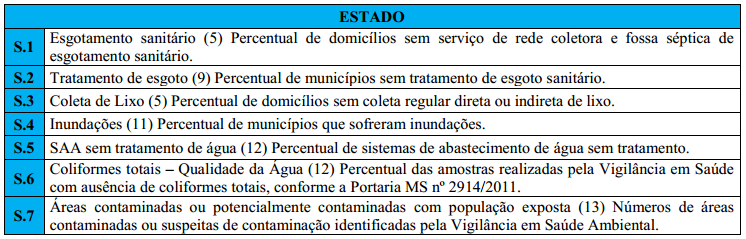 ESTADO
S.1 Esgotamento sanitário (5) Percentual de domicílios sem serviço de rede coletora e fossa séptica de
esgotamento sanitário.
S.2 Tratamento de esgoto (9) Percentual de municípios sem tratamento de esgoto sanitário.
S.3 Coleta de Lixo (5) Percentual de domicílios sem coleta regular direta ou indireta de lixo.
S.4 Inundações (11) Percentual de municípios que sofreram inundações.
S.5 SAA sem tratamento de água (12) Percentual de sistemas de abastecimento de água sem tratamento.
S.6 Coliformes totais – Qualidade da Água (12) Percentual das amostras realizadas pela Vigilância em Saúde
com ausência de coliformes totais, conforme a Portaria MS nº 2914/2011.
S.7 Áreas contaminadas ou potencialmente contaminadas com população exposta (13) Números de áreas
contaminadas ou suspeitas de contaminação identificadas pela Vigilância em Saúde Ambiental.